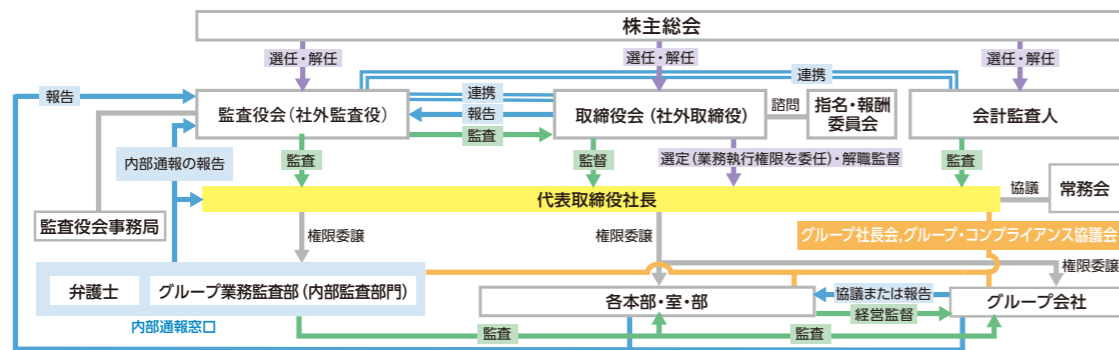 株主総会
選任・解任
選任・解任
選任・解任
連携
報告
連携
報告
監査
監査役会(社外監査役)
取締役会(社外取締役)
諮問
指名・報酬
委員会
会計監査人
内部通報の報告
監査
監督
選定(業務執行権限を委任)・解職監督
監査
代表取締役社長
協議
常務会
監査役会事務局
権限委譲
権限委譲
グループ社長会,グループ・コンプライアンス協議会
権限委譲
弁護士
グループ業務監査部(内部監査部門)
内部通報窓口
各本部・室・部
協議または報告
経営監督
グループ会社
監査
監査